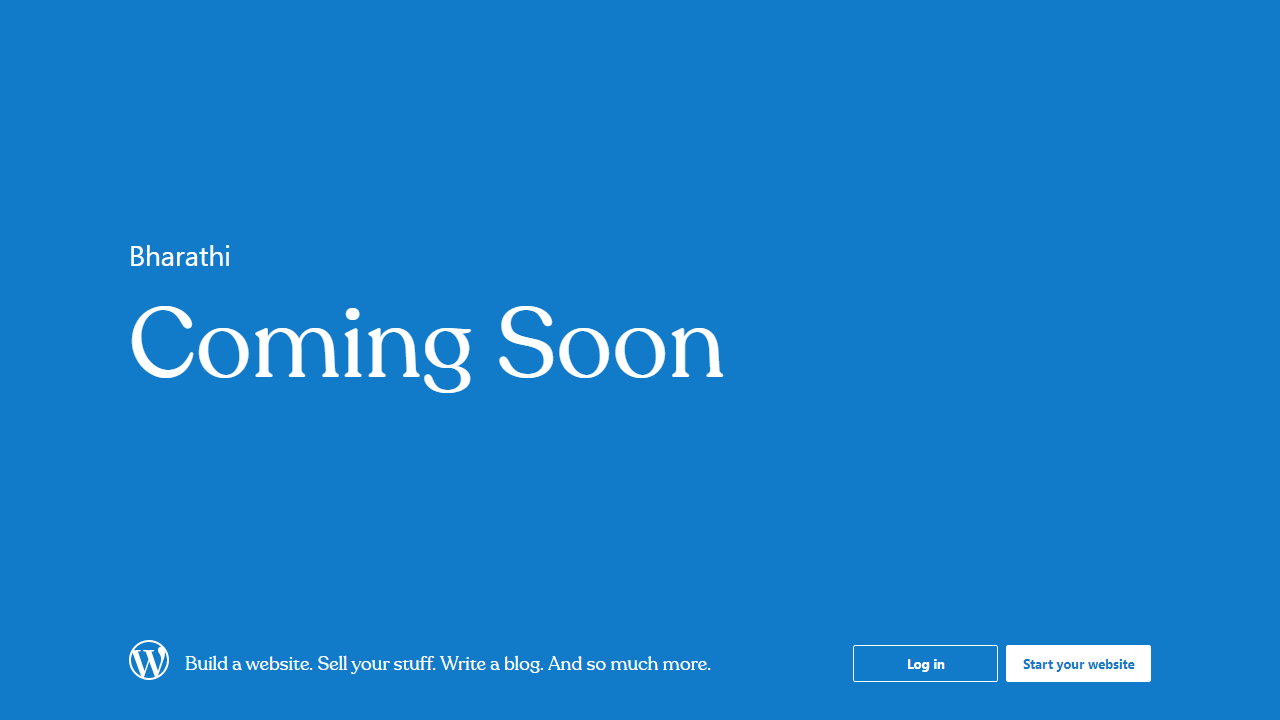 Bharathi
Coming Soon
Build a website. Sell your stuff. Write a blog. And so much more.
Log in
Start your website